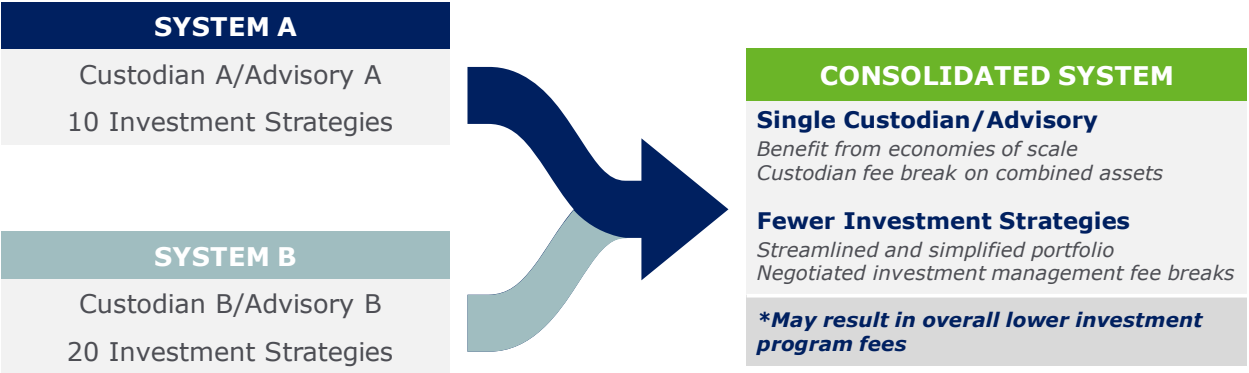 SYSTEM A
Custodian A/Advisory A
10 Investment Strategies
SYSTEM B
Custodian B/Advisory B
20 Investment Strategies
CONSOLIDATED SYSTEM
Single Custodian/Advisory
Benefit from economies of scale
Custodian fee break on combined assets
Fewer Investment Strategies
Streamlined and simplified portfolio
Negotiated investment management fee breaks
*May result in overall lower investment
program fees